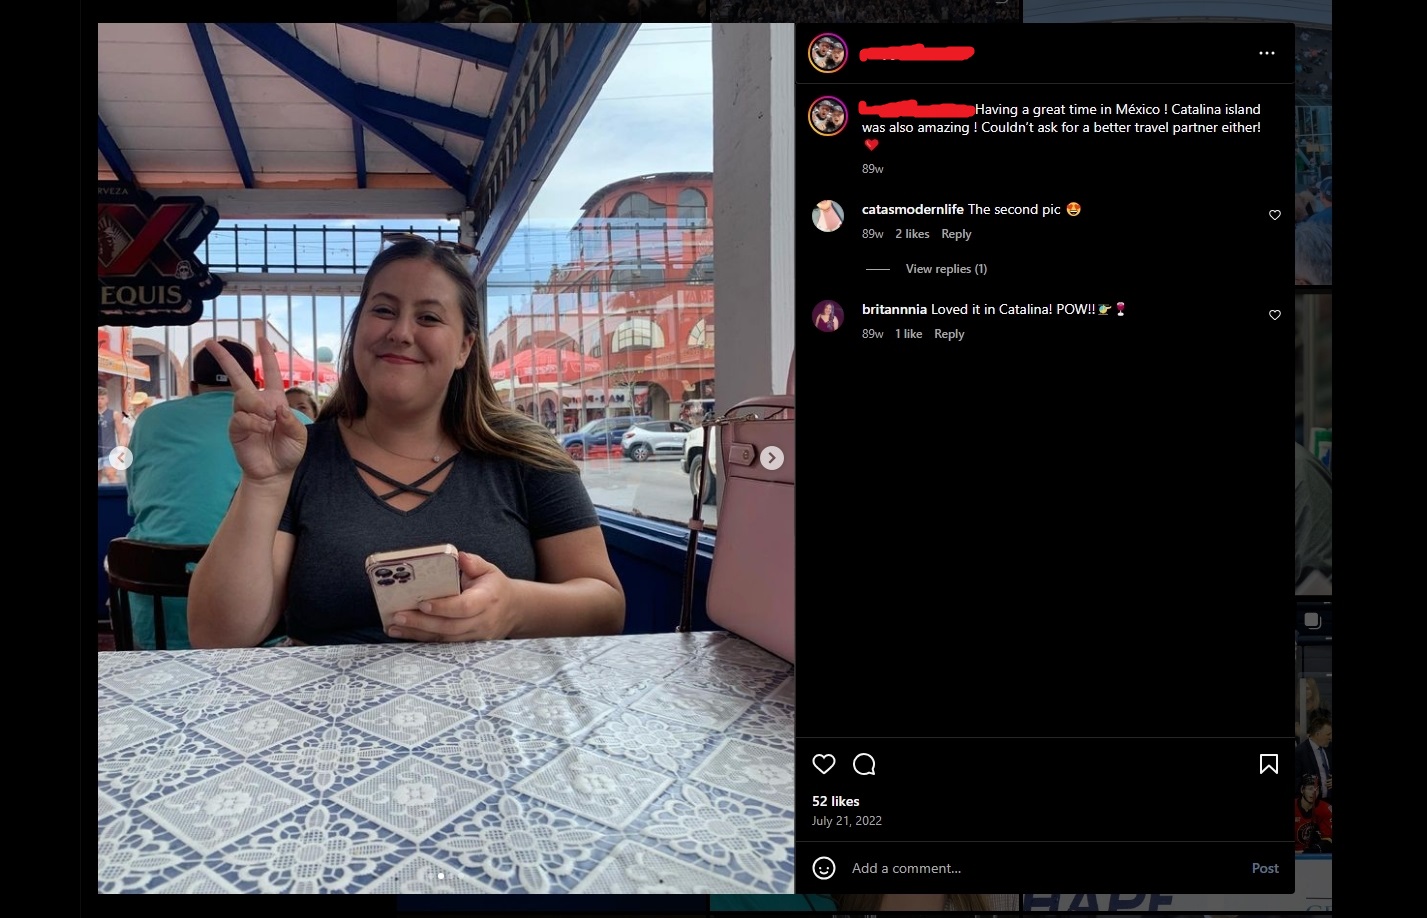 RVEZA
X
EQUIS
Having a great time in México ! Catalina island
was also amazing ! Couldn't ask for a better travel partner either!
❤️
89w
catasmodernlife The second pic 🤩
89w 2 likes Reply
View replies (1)
britannnia Loved it in Catalina! POW!!
89w 1 like Reply
52 likes
July 21, 2022
Add a comment...
Post